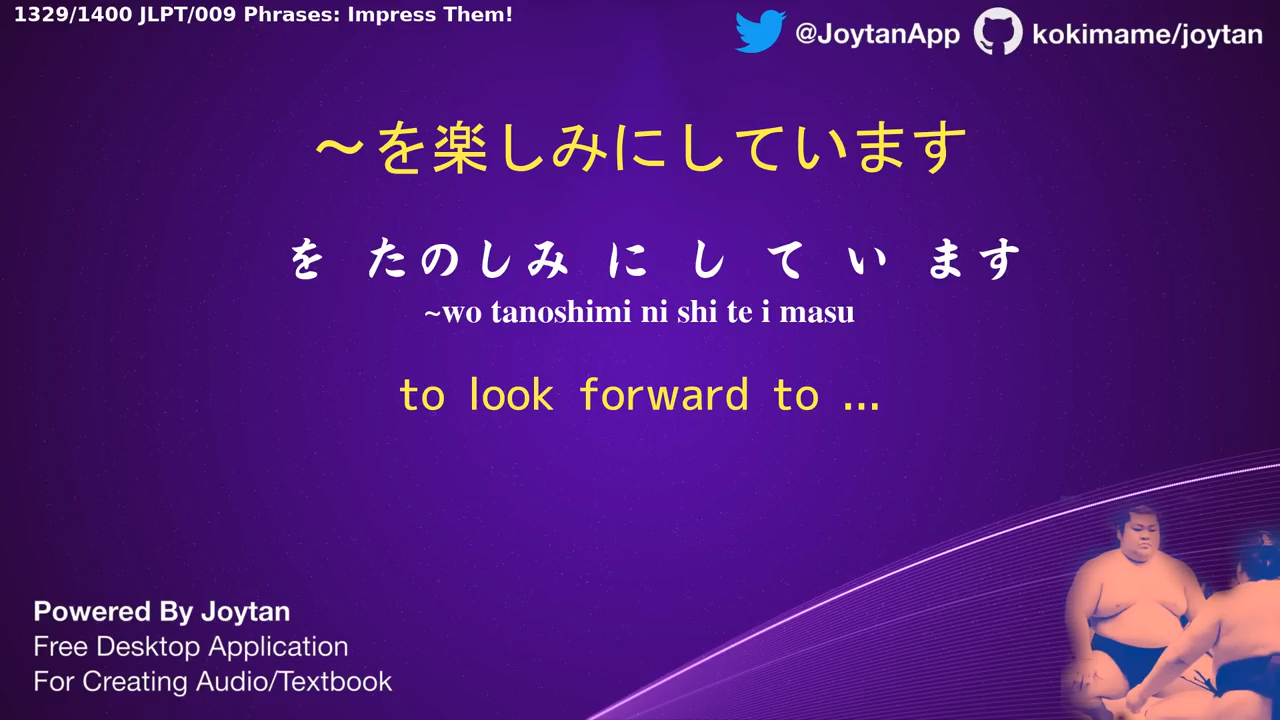 1329/1400 JLPT/009 Phrases: Impress Them!
@JoytanApp kokimame/joytan
～を楽しみにしています
を たのしみ に し て い ます
~wo tanoshimi ni shi te i masu
to look forward to ...
Powered By Joytan
Free Desktop Application
For Creating Audio/Textbook